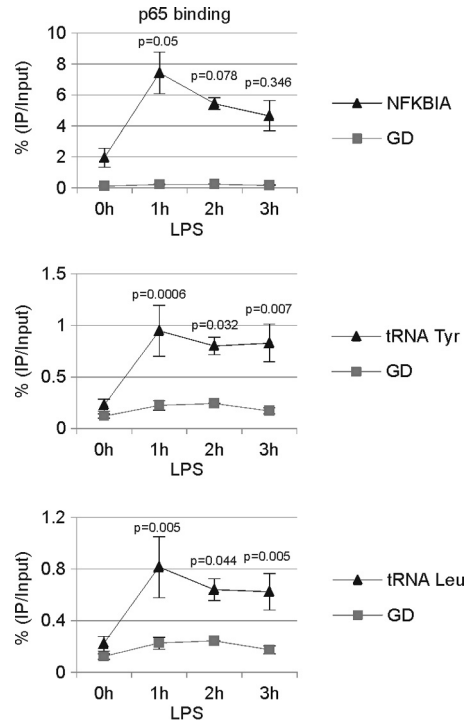 p65 binding
10
8
6
4
2
0
% (IP/Input)
p=0.05
p=0.078
p=0.346
0h 1h 2h 3h
LPS
NFKBIA
GD
1.5
1
0.5
0
% (IP/Input)
p=0.0006
p=0.032
p=0.007
0h 1h 2h 3h
LPS
tRNA Tyr
GD
1.2
0.8
0.4
0
% (IP/Input)
p=0.005
p=0.044
p=0.005
0h 1h 2h 3h
LPS
tRNA Leu
GD